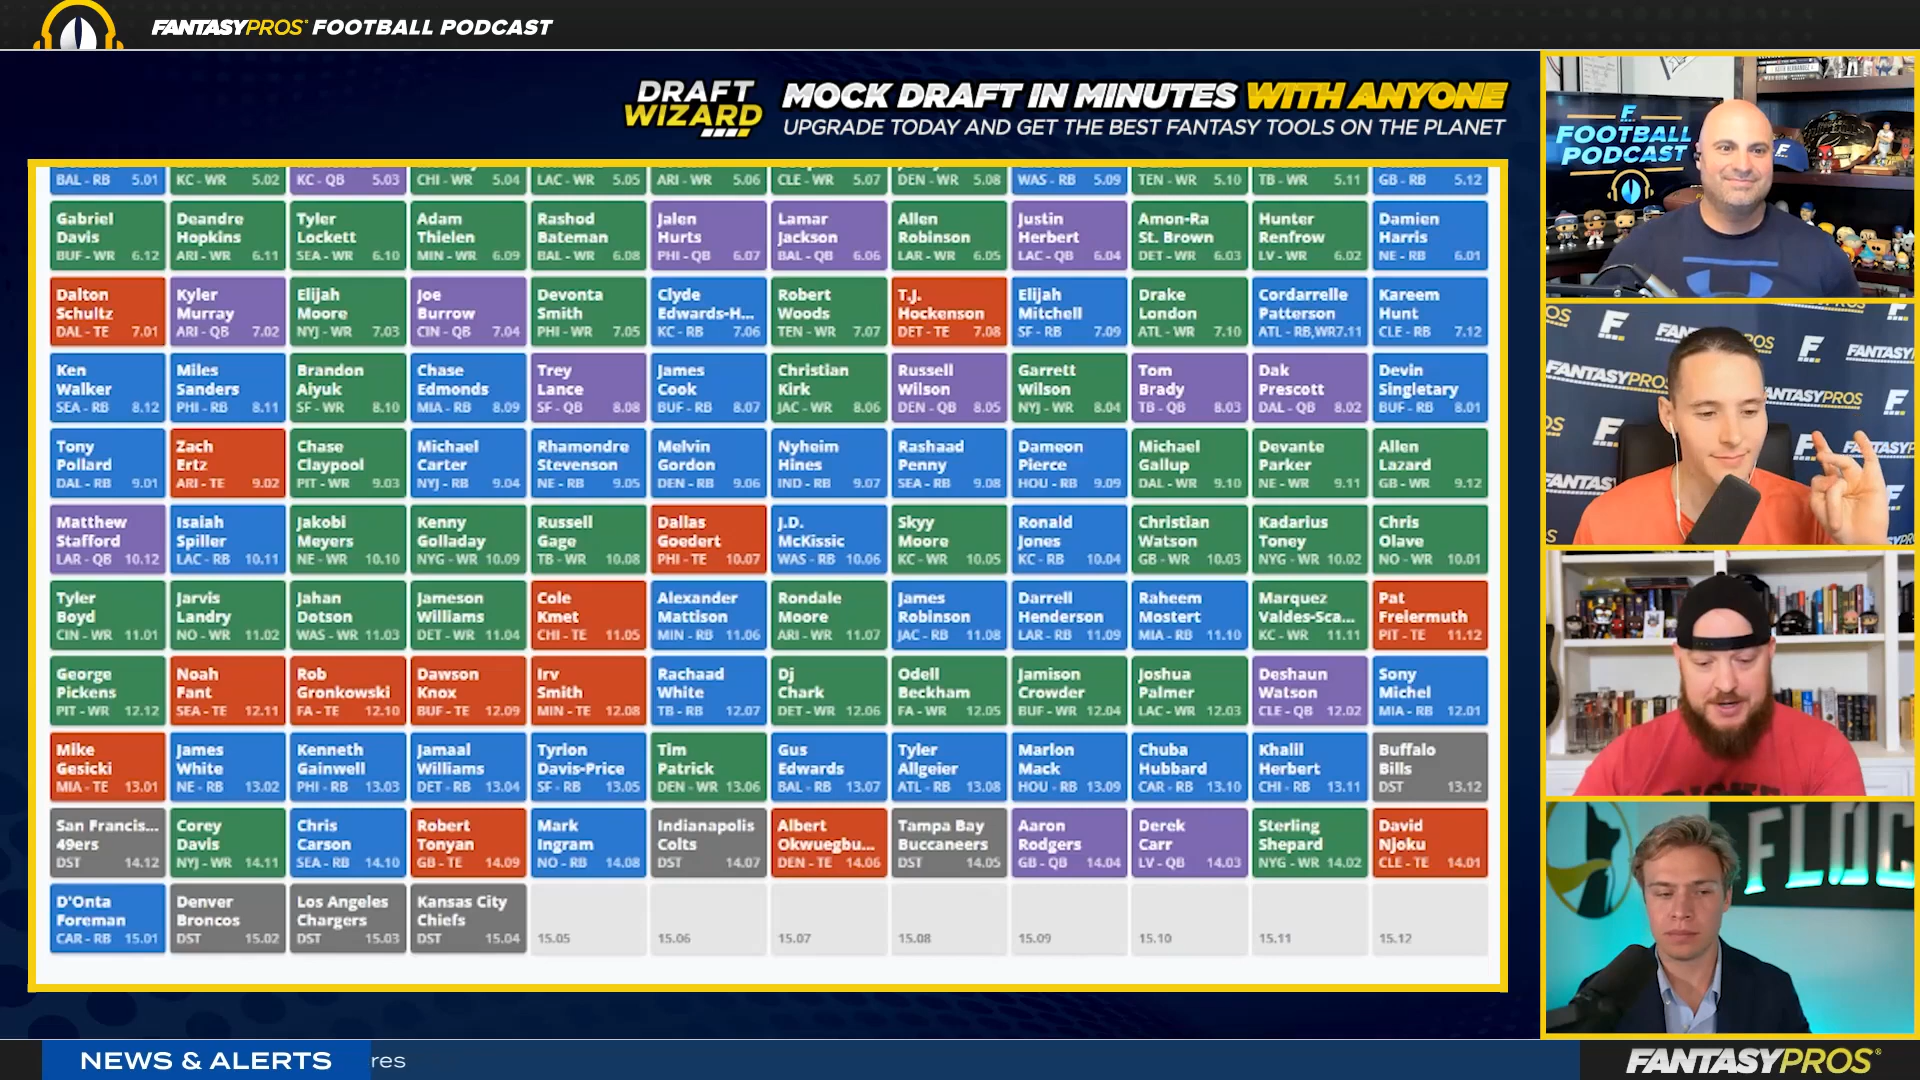 FANTASYPROS FOOTBALL PODCAST
DRAFT WIZARD
MOCK DRAFT IN MINUTES WITH ANYONE
UPGRADE TODAY AND GET THE BEST FANTASY TOOLS ON THE PLANET
BAL - RB 5.01 KC - WR 5.02 KC - QB 5.03 CHI - WR 5.04 LAC - WR 5.05 ARI - WR 5.06 CLE - WR 5.07 DEN - WR 5.08 WAS - RB 5.09 TEN - WR 5.10 TB - WR 5.11 GB - RB 5.12
Gabriel Deandre Tyler Adam Rashod Jalen Lamar Allen Justin Amon-Ra Hunter Damien
Davis Hopkins Lockett Thielen Bateman Hurts Jackson Robinson Herbert St. Brown Renfrow Harris
BUF - WR 6.12 ARI - WR 6.11 SEA - WR 6.10 MIN - WR 6.09 BAL - WR 6.08 PHI - QB 6.07 BAL - QB 6.06 LAR - WR 6.05 LAC - QB 6.04 DET - WR 6.03 LV - WR 6.02 NE - RB 6.01
Dalton Kyler Elijah Joe Devonta Clyde Robert T.J. Elijah Drake Cordarrelle Kareem
Schultz Murray Moore Burrow Smith Edwards-H... Woods Hockenson Mitchell London Patterson Hunt
DAL - TE 7.01 ARI - QB 7.02 NYJ - WR 7.03 CIN - QB 7.04 PHI - WR 7.05 KC - RB 7.06 TEN - WR 7.07 DET - TE 7.08 SF - RB 7.09 ATL - WR 7.10 ATL - RB,WR7.11 CLE - RB 7.12
Ken Miles Brandon Chase Trey James Christian Russell Garrett Tom Dak Devin
Walker Sanders Aiyuk Edmonds Lance Cook Kirk Wilson Wilson Brady Prescott Singletary
SEA - RB 8.12 PHI - RB 8.11 SF - WR 8.10 MIA - RB 8.09 SF - QB 8.08 BUF - RB 8.07 JAC - WR 8.06 DEN - QB 8.05 NYJ - WR 8.04 TB - QB 8.03 DAL - QB 8.02 BUF - RB 8.01
Tony Zach Chase Michael Rhamondre Melvin Nyheim Rashaad Dameon Michael Devante Allen
Pollard Ertz Claypool Carter Stevenson Gordon Hines Penny Pierce Gallup Parker Lazard
DAL - RB 9.01 ARI - TE 9.02 PIT - WR 9.03 NYJ - RB 9.04 NE - RB 9.05 DEN - RB 9.06 IND - RB 9.07 SEA - RB 9.08 HOU - RB 9.09 DAL - WR 9.10 NE - WR 9.11 GB - WR 9.12
Matthew Isaiah Jakobi Kenny Russell Dallas J.D. Skyy Ronald Christian Kadarius Chris
Stafford Spiller Meyers Golladay Gage Goedert McKissic Moore Jones Watson Toney Olave
LAR - QB 10.12 LAC - RB 10.11 NE - WR 10.10 NYG - WR 10.09 TB - WR 10.08 PHI - TE 10.07 WAS - RB 10.06 KC - WR 10.05 KC - RB 10.04 GB - WR 10.03 NYG - WR 10.02 NO - WR 10.01
Tyler Jarvis Jahan Jameson Cole Alexander Rondale James Darrell Raheem Marquez Pat
Boyd Landry Dotson Williams Kmet Mattison Moore Robinson Henderson Mostert Valdes-Sca... Freiermuth
CIN - WR 11.01 NO - WR 11.02 WAS - WR 11.03 DET - WR 11.04 CHI - TE 11.05 MIN - RB 11.06 ARI - WR 11.07 JAC - RB 11.08 LAR - RB 11.09 MIA - RB 11.10 KC - WR 11.11 PIT - TE 11.12
George Noah Rob Dawson Irv Rachaad Dj Odell Jamison Joshua Deshaun Sony
Pickens Fant Gronkowski Knox Smith White Chark Beckham Crowder Palmer Watson Michel
PIT - WR 12.12 SEA - TE 12.11 FA - TE 12.10 BUF - TE 12.09 MIN - TE 12.08 TB - RB 12.07 DET - WR 12.06 FA - WR 12.05 BUF - WR 12.04 LAC - WR 12.03 CLE - QB 12.02 MIA - RB 12.01
Mike James Kenneth Jamaal Tyrion Tim Gus Tyler Marlon Chuba Khalil Buffalo
Gesicki White Gainwell Williams Davis-Price Patrick Edwards Allgeier Mack Hubbard Herbert Bills
MIA - TE 13.01 NE - RB 13.02 PHI - RB 13.03 DET - RB 13.04 SF - RB 13.05 DEN - WR 13.06 BAL - RB 13.07 ATL - RB 13.08 HOU - RB 13.09 CAR - RB 13.10 CHI - RB 13.11 DST 13.12
San Francis... Corey Chris Robert Mark Indianapolis Albert Tampa Bay Aaron Derek Sterling David
49ers Davis Carson Tonyan Ingram Colts Okwuegbu... Buccaneers Rodgers Carr Shepard Njoku
DST 14.12 NYJ - WR 14.11 SEA - RB 14.10 GB - TE 14.09 NO - RB 14.08 DST 14.07 DEN - TE 14.06 DST 14.05 GB - QB 14.04 LV - QB 14.03 NYG - WR 14.02 CLE - TE 14.01
D'Onta Denver Los Angeles Kansas City
Foreman Broncos Chargers Chiefs
CAR - RB 15.01 DST 15.02 DST 15.03 DST 15.04 15.05 15.06 15.07 15.08 15.09 15.10 15.11 15.12
FOOTBALL
PODCAST
FANTASYPROS
FLOC
NEWS & ALERTS res
FANTASYPROS